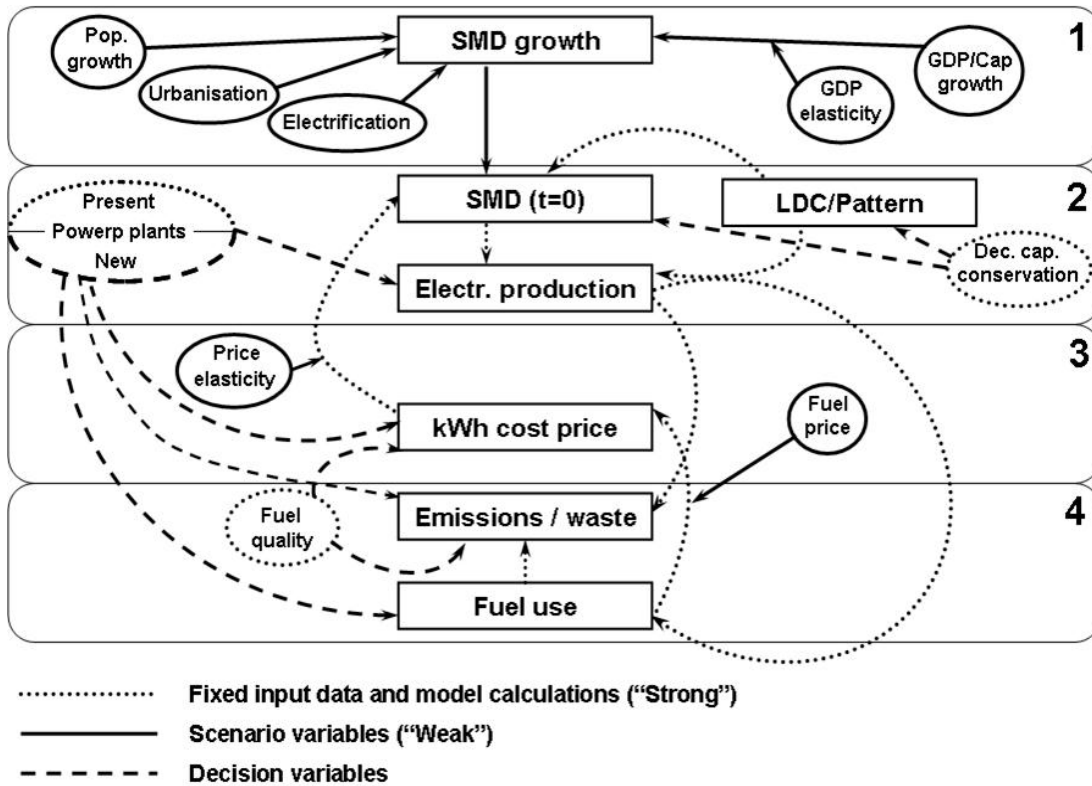 1
Pop.
growth
SMD growth
GDP/Cap
growth
Urbanisation
GDP
elasticity
Electrification
2
Present
Powerp plants
New
SMD (t=0)
LDC/Pattern
Dec. cap.
conservation
Electr. production
3
Price
elasticity
Fuel
price
kWh cost price
4
Fuel
quality
Emissions / waste
Fuel use
Fixed input data and model calculations (“Strong”)
Scenario variables (“Weak”)
Decision variables